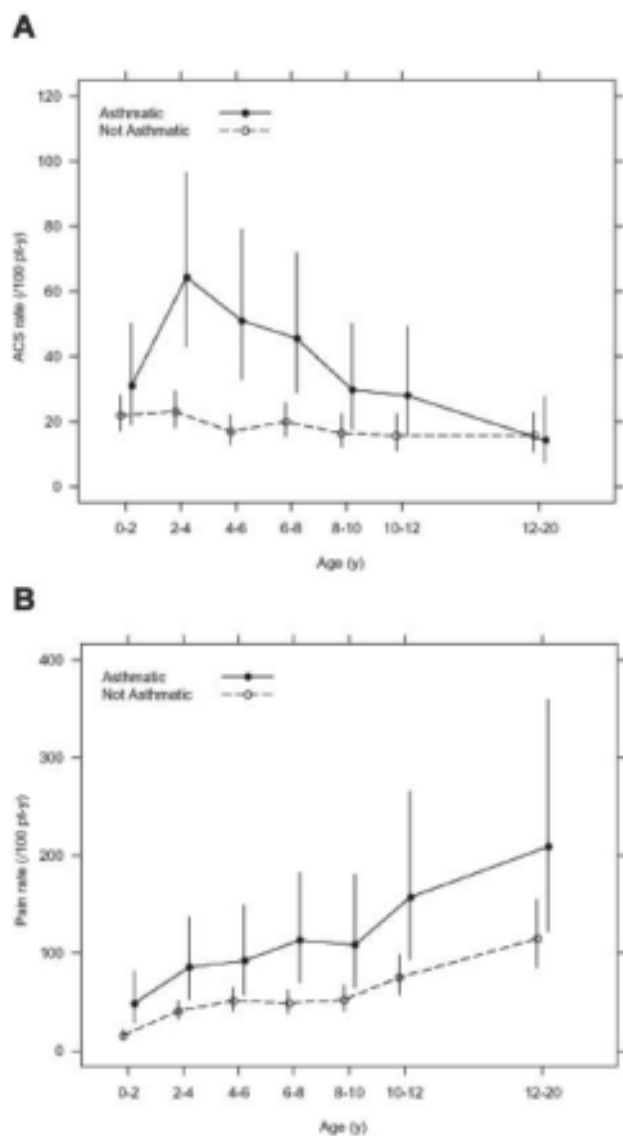 A
120
100
80
60
40
20
0
ACS rate (/100 pt-y)
Asthmatic
Not Asthmatic
0-2 2-4 4-6 6-8 8-10 10-12 12-20
Age (y)
B
400
300
200
100
0
Pain rate (/100 pt-y)
Asthmatic
Not Asthmatic
0-2 2-4 4-6 6-8 8-10 10-12 12-20
Age (y)